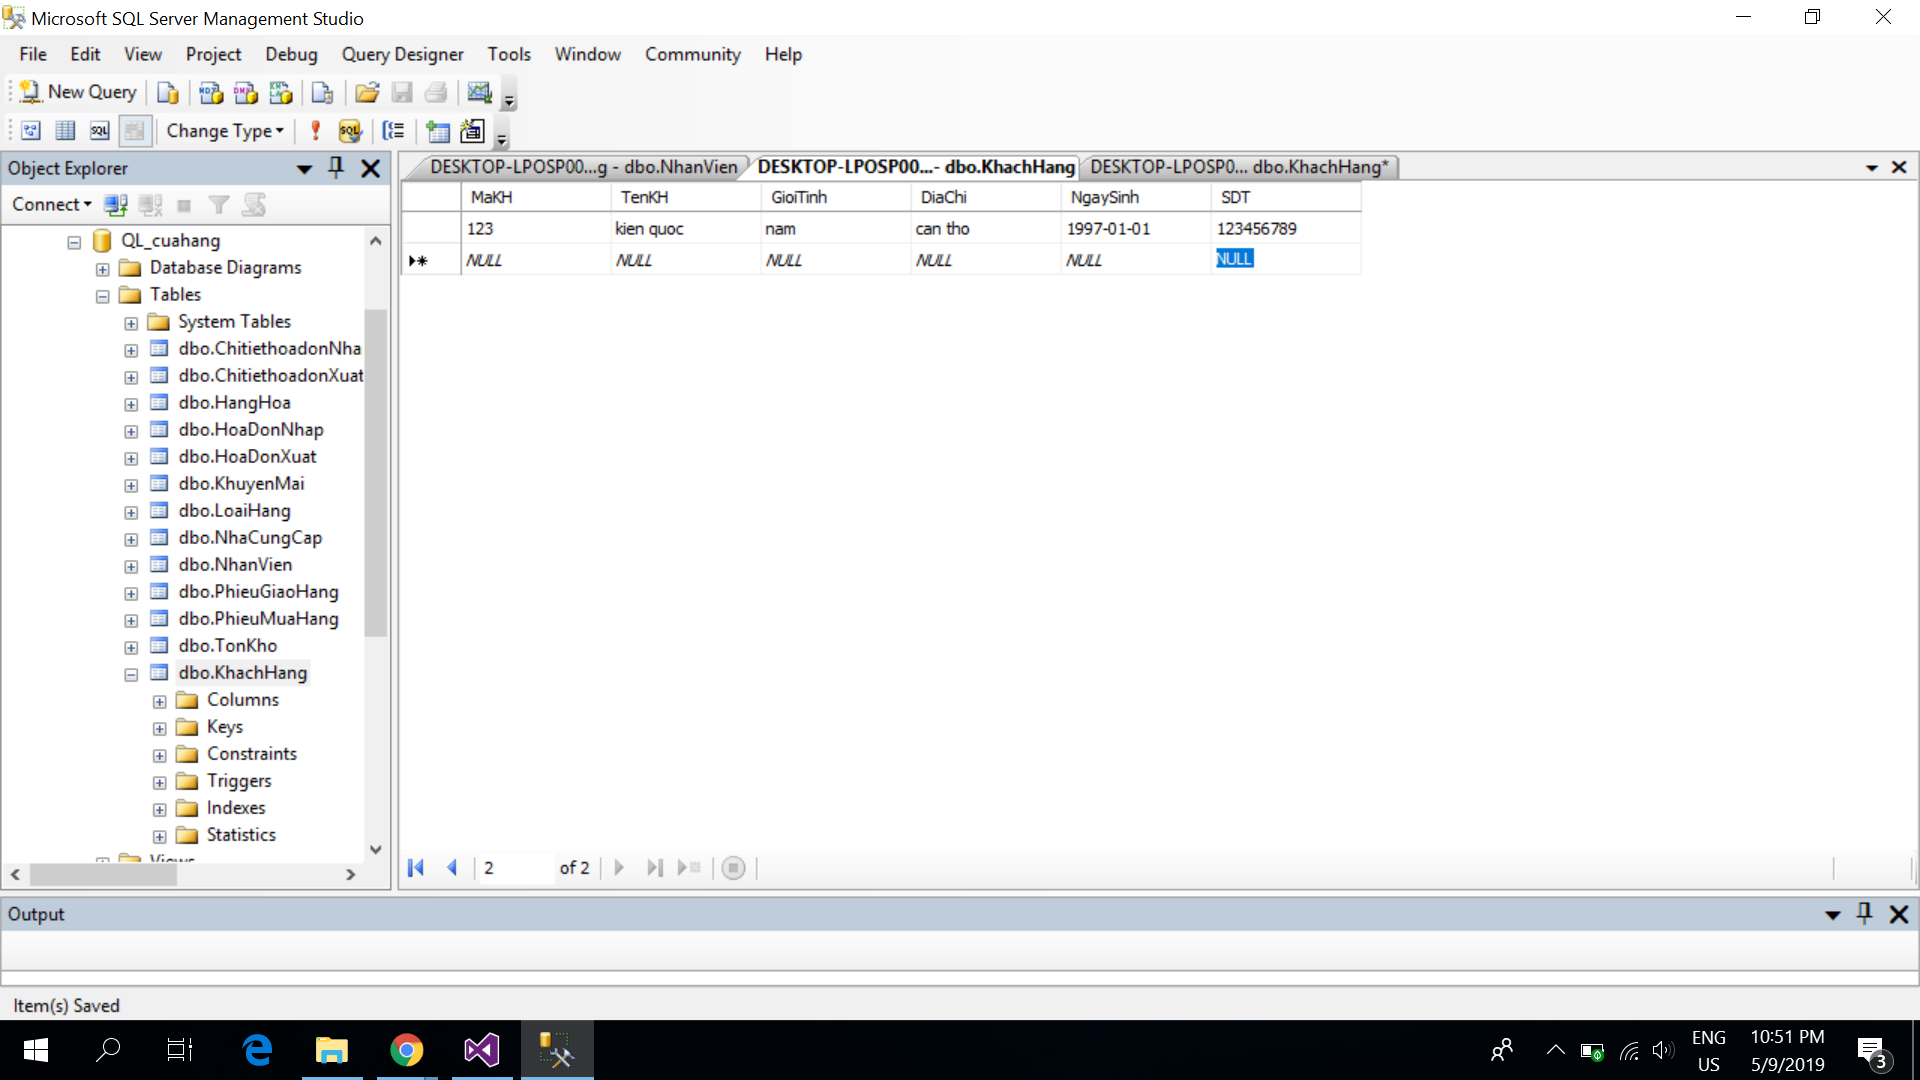 Microsoft SQL Server Management Studio
File Edit View Project Debug Query Designer Tools Window Community Help
New Query
SQL Change Type SQL
Object Explorer
Connect
QL_cuahang
Database Diagrams
Tables
System Tables
dbo.ChitiethoadonNha
dbo.ChitiethoadonXuat
dbo.HangHoa
dbo.HoaDonNhap
dbo.HoaDonXuat
dbo.KhuyenMai
dbo.LoaiHang
dbo.NhaCungCap
dbo.NhanVien
dbo.PhieuGiaoHang
dbo.PhieuMuaHang
dbo.TonKho
dbo.KhachHang
Columns
Keys
Constraints
Triggers
Indexes
Statistics
Views
DESKTOP-LPOSP00...g - dbo.NhanVien DESKTOP-LPOSP00...- dbo.KhachHang DESKTOP-LPOSP0... dbo.KhachHang*
MaKH TenKH GioiTinh DiaChi NgaySinh SDT
123 kien quoc nam can tho 1997-01-01 123456789
NULL NULL NULL NULL NULL NULL
2 of 2
Output
Item(s) Saved
ENG 10:51 PM
US 5/9/2019
3